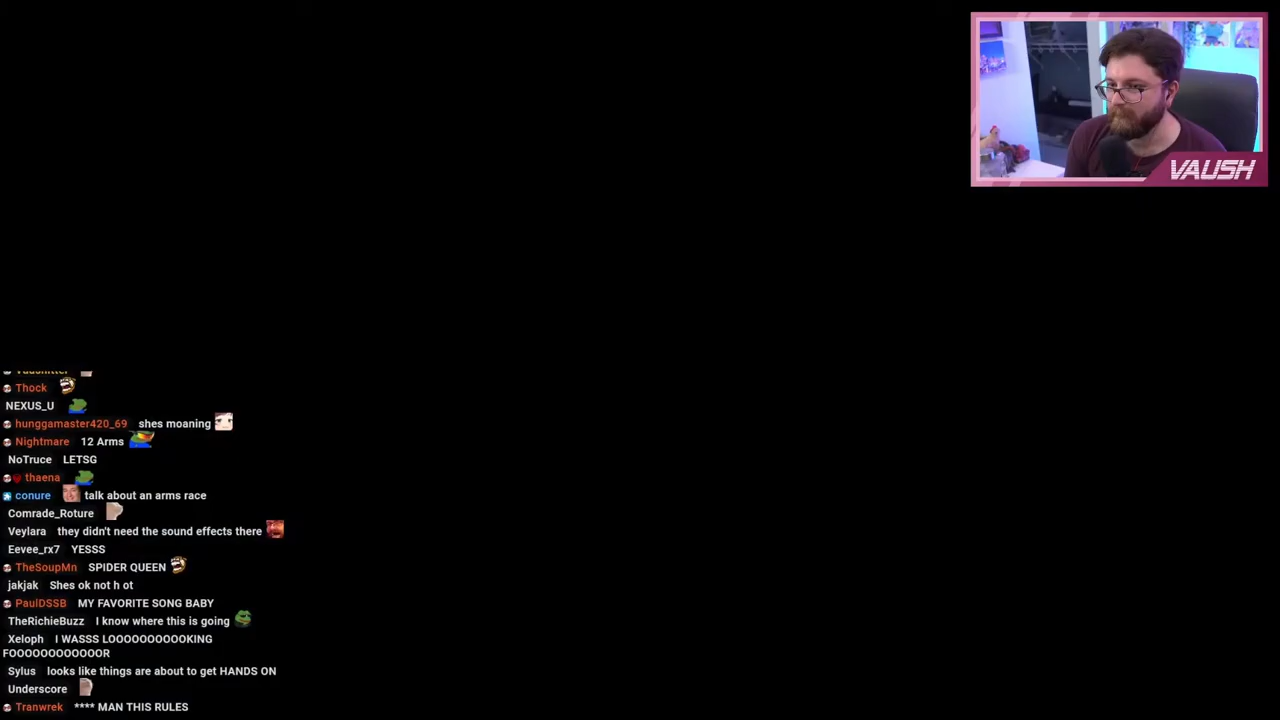 VAUSH
Thock
NEXUS_U
hunggamaster420_69 shes moaning
Nightmare 12 Arms
NoTruce LETSG
thaena
conure talk about an arms race
Comrade_Roture
Veylara they didn't need the sound effects there
Eevee_rx7 YESSS
TheSoupMn SPIDER QUEEN
jakjak Shes ok not h ot
PaulDSSB MY FAVORITE SONG BABY
TheRichieBuzz I know where this is going
Xeloph I WASSS LOOOOOOOOOOKING
FOOOOOOOOOOOOR
Sylus looks like things are about to get HANDS ON
Underscore
Tranwrek **** MAN THIS RULES